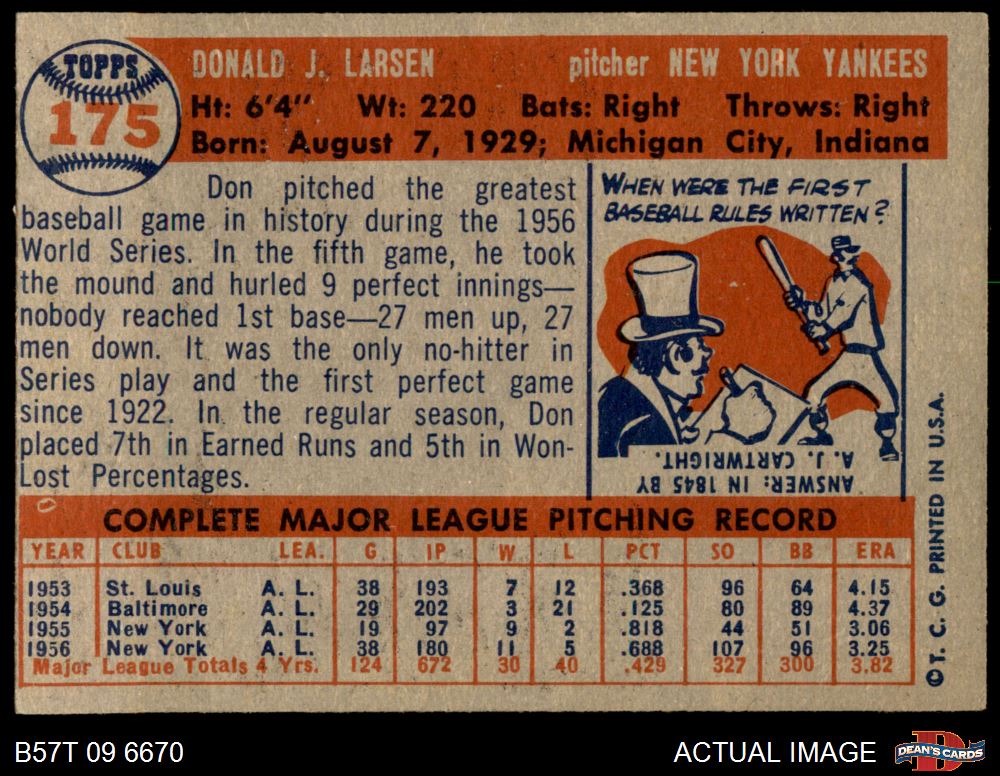 TOPPS
175
DONALD J. LARSEN pitcher NEW YORK YANKEES
Ht: 6'4" Wt: 220 Bats: Right Throws: Right
Born: August 7, 1929; Michigan City, Indiana
Don pitched the greatest
baseball game in history during the 1956
World Series. In the fifth game, he took
the mound and hurled 9 perfect innings—
nobody reached 1st base—27 men up, 27
men down. It was the only no-hitter in
Series play and the first perfect game
since 1922. In the regular season, Don
placed 7th in Earned Runs and 5th in Won-
Lost Percentages.
WHEN WERE THE FIRST
BASEBALL RULES WRITTEN?
ANSWER: IN 1845 BY
A. J. CARTWRIGHT.
COMPLETE MAJOR LEAGUE PITCHING RECORD
YEAR CLUB LEA. G IP W L PCT SO BB ERA
1953 St. Louis A. L. 38 193 7 12 .368 96 64 4.15
1954 Baltimore A. L. 29 202 3 21 .125 80 89 4.37
1955 New York A. L. 19 97 9 2 .818 44 51 3.06
1956 New York A. L. 38 180 11 5 .688 107 96 3.25
Major League Totals 4 Yrs. 124 672 30 40 .429 327 300 3.82
©T. C. G. PRINTED IN U.S.A.
B57T 09 6670
ACTUAL IMAGE
DEAN'S CARDS